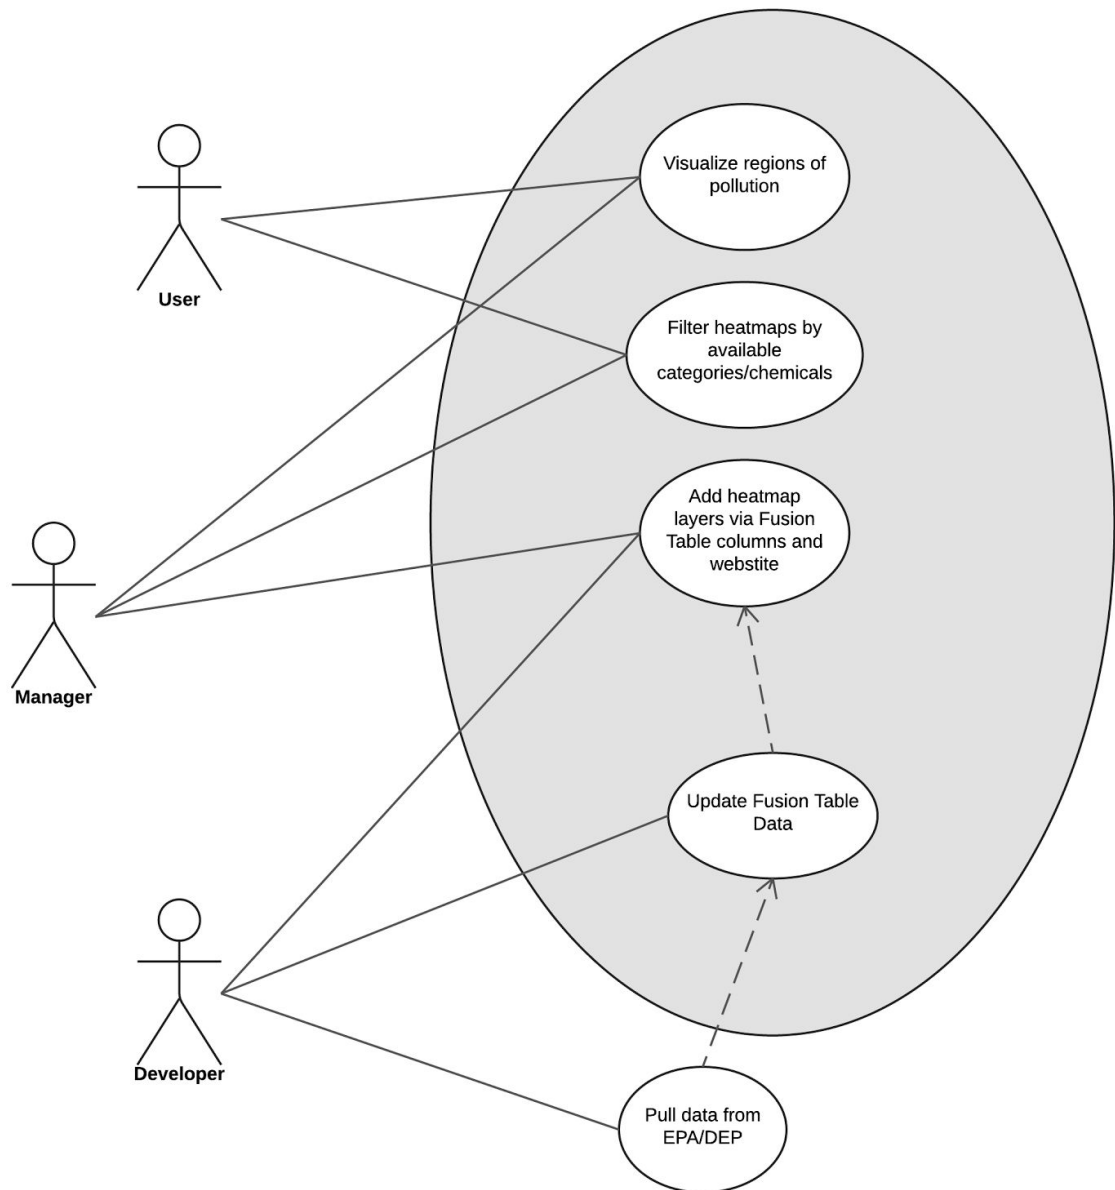 Visualize regions of
pollution
User
Filter heatmaps by
available
categories/chemicals
Add heatmap
layers via Fusion
Table columns and
webstite
Manager
Update Fusion Table
Data
Developer
Pull data from
EPA/DEP